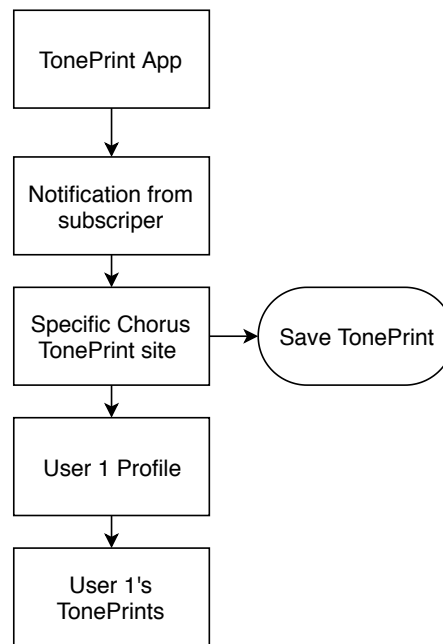 TonePrint App
Notification from
subscriper
Specific Chorus
TonePrint site
Save TonePrint
User 1 Profile
User 1's
TonePrints